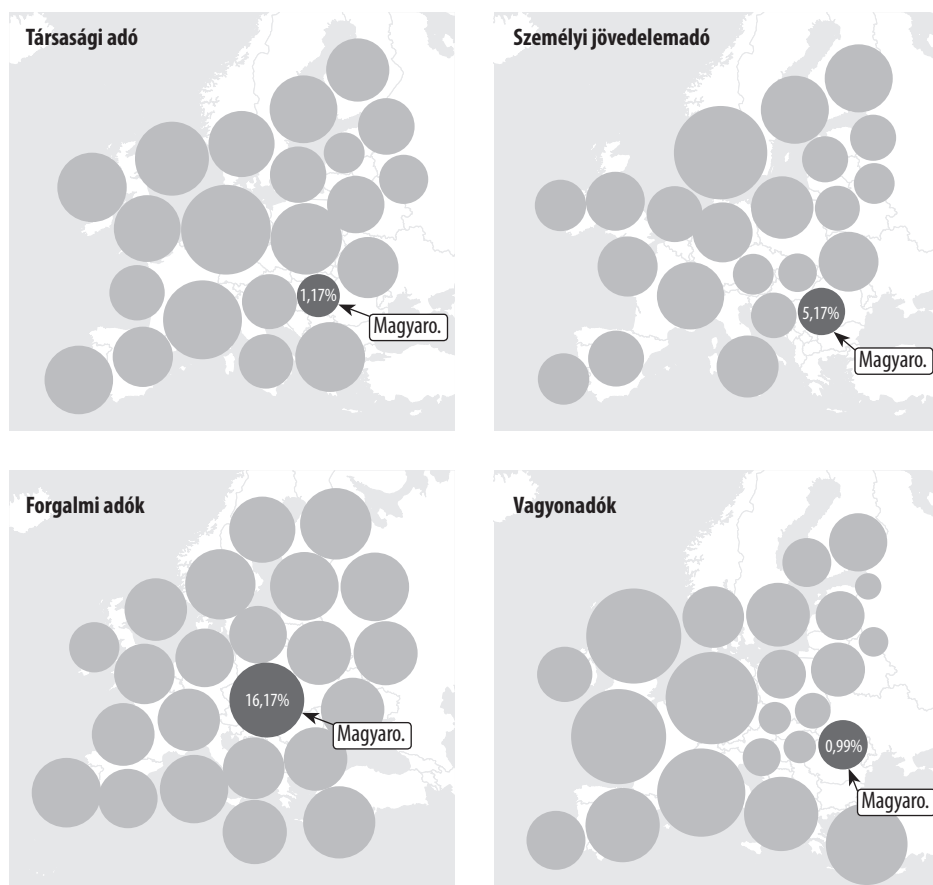 Társasági adó
1,17%
Magyaro.
Személyi jövedelemadó
5,17%
Magyaro.
Forgalmi adók
16,17%
Magyaro.
Vagyonadók
0,99%
Magyaro.